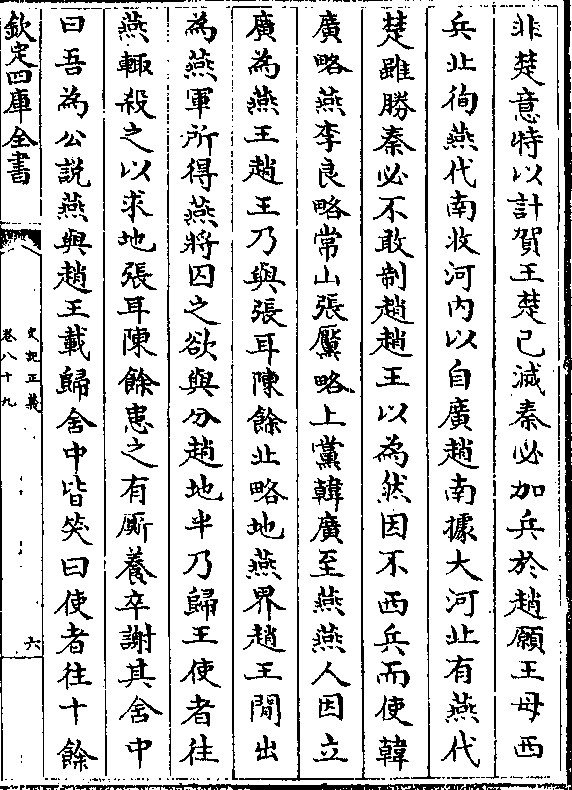 非楚意特以計賀王楚已滅秦必加兵於趙願王毋西
兵北徇燕代南收河内以自廣趙南據大河北有燕代
楚雖勝秦必不敢制趙趙王以為然因不西兵而使韓
廣略燕李良略常山張黶略上黨韓廣至燕燕人因立
廣為燕王趙王乃與張耳陳餘北略地燕界趙王閒出
為燕軍所得燕將囚之欲與分趙地半乃歸王使者往
燕輒殺之以求地張耳陳餘患之有厮養卒謝其舍中
曰吾為公說燕與趙王載歸舍中皆笑曰使者往十餘
欽定四庫全書
史記正義
卷八十九
六